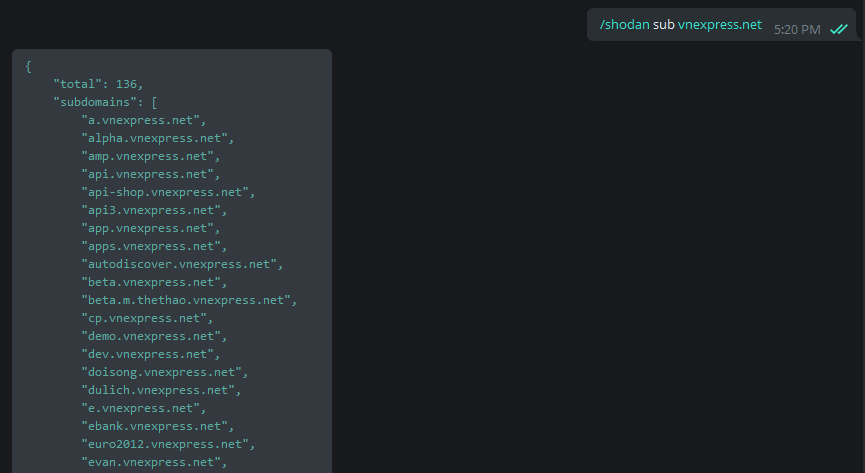 /shodan sub vnexpress.net 5:20 PM
{
    "total": 136,
    "subdomains": [
        "a.vnexpress.net",
        "alpha.vnexpress.net",
        "amp.vnexpress.net",
        "api.vnexpress.net",
        "api-shop.vnexpress.net",
        "api3.vnexpress.net",
        "app.vnexpress.net",
        "apps.vnexpress.net",
        "autodiscover.vnexpress.net",
        "beta.vnexpress.net",
        "beta.m.thethao.vnexpress.net",
        "cp.vnexpress.net",
        "demo.vnexpress.net",
        "dev.vnexpress.net",
        "doisong.vnexpress.net",
        "dulich.vnexpress.net",
        "e.vnexpress.net",
        "ebank.vnexpress.net",
        "euro2012.vnexpress.net",
        "evan.vnexpress.net",